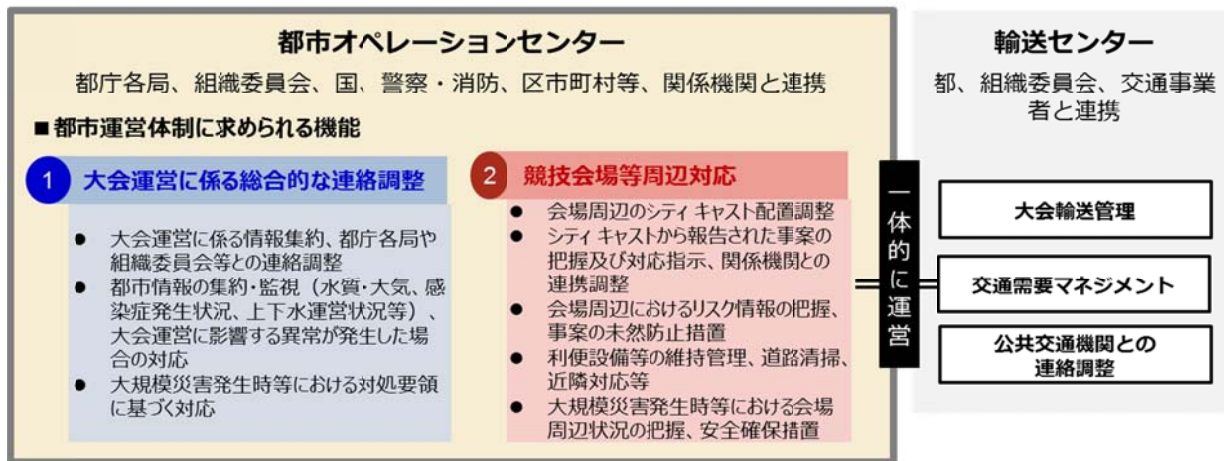 都市オペレーションセンター
都庁各局、組織委員会、国、警察・消防、区市町村等、関係機関と連携
■都市運営体制に求められる機能
1 大会運営に係る総合的な連絡調整
● 大会運営に係る情報集約、都庁各局や
組織委員会等との連絡調整
● 都市情報の集約・監視（水質・大気、感
染症発生状況、上下水運営状況等）、
大会運営に影響する異常が発生した場
合の対応
● 大規模災害発生時等における対処要領
に基づく対応
2 競技会場等周辺対応
● 会場周辺のシティ キャスト配置調整
● シティ キャストから報告された事案の
把握及び対応指示、関係機関との
連携調整
● 会場周辺におけるリスク情報の把握、
事案の未然防止措置
● 利便設備等の維持管理、道路清掃、
近隣対応等
● 大規模災害発生時等における会場
周辺状況の把握、安全確保措置
一体的に運営
輸送センター
都、組織委員会、交通事業
者と連携
大会輸送管理
交通需要マネジメント
公共交通機関との
連絡調整